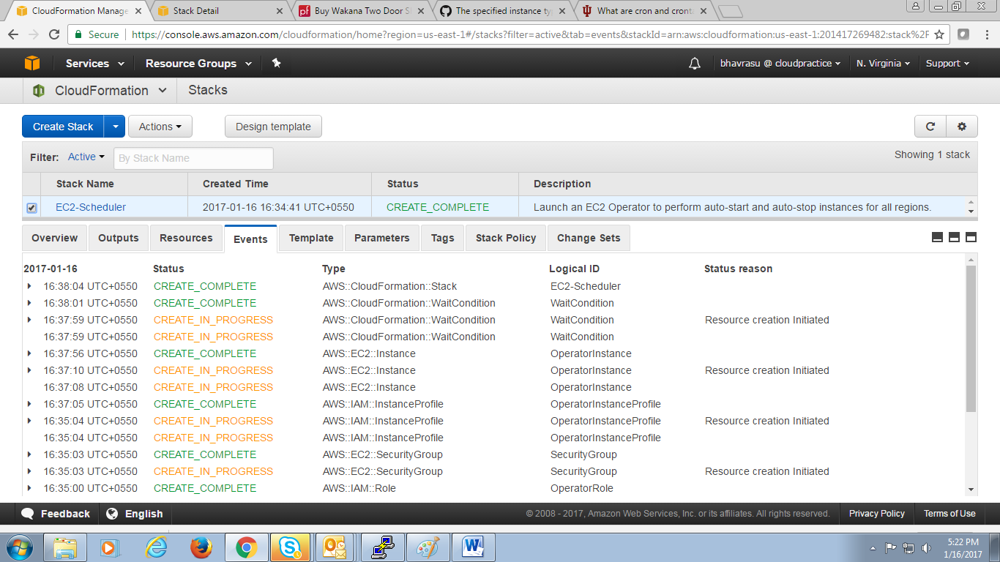 CloudFormation Manage
Stack Detail
Buy Wakana Two Door S
The specified instance ty
What are cron and cront
Secure https://console.aws.amazon.com/cloudformation/home?region=us-east-1#/stacks?filter=active&tab=events&stackId=arn:aws:cloudformation:us-east-1:201417269482:stack%2F
Services Resource Groups bhavrasu @ cloudpractice N. Virginia Support
CloudFormation Stacks
Create Stack Actions Design template
Filter: Active By Stack Name Showing 1 stack
Stack Name Created Time Status Description
EC2-Scheduler 2017-01-16 16:34:41 UTC+0550 CREATE_COMPLETE Launch an EC2 Operator to perform auto-start and auto-stop instances for all regions.
Overview Outputs Resources Events Template Parameters Tags Stack Policy Change Sets
2017-01-16 Status Type Logical ID Status reason
16:38:04 UTC+0550 CREATE_COMPLETE AWS::CloudFormation::Stack EC2-Scheduler
16:38:01 UTC+0550 CREATE_COMPLETE AWS::CloudFormation::WaitCondition WaitCondition
16:37:59 UTC+0550 CREATE_IN_PROGRESS AWS::CloudFormation::WaitCondition WaitCondition Resource creation Initiated
16:37:59 UTC+0550 CREATE_IN_PROGRESS AWS::CloudFormation::WaitCondition WaitCondition
16:37:56 UTC+0550 CREATE_COMPLETE AWS::EC2::Instance OperatorInstance
16:37:10 UTC+0550 CREATE_IN_PROGRESS AWS::EC2::Instance OperatorInstance Resource creation Initiated
16:37:08 UTC+0550 CREATE_IN_PROGRESS AWS::EC2::Instance OperatorInstance
16:37:05 UTC+0550 CREATE_COMPLETE AWS::IAM::InstanceProfile OperatorInstanceProfile
16:35:04 UTC+0550 CREATE_IN_PROGRESS AWS::IAM::InstanceProfile OperatorInstanceProfile Resource creation Initiated
16:35:04 UTC+0550 CREATE_IN_PROGRESS AWS::IAM::InstanceProfile OperatorInstanceProfile
16:35:03 UTC+0550 CREATE_COMPLETE AWS::EC2::SecurityGroup SecurityGroup
16:35:03 UTC+0550 CREATE_IN_PROGRESS AWS::EC2::SecurityGroup SecurityGroup Resource creation Initiated
16:35:00 UTC+0550 CREATE_COMPLETE AWS::IAM::Role OperatorRole
Feedback English © 2008 - 2017, Amazon Web Services, Inc. or its affiliates. All rights reserved. Privacy Policy Terms of Use
5:22 PM
1/16/2017